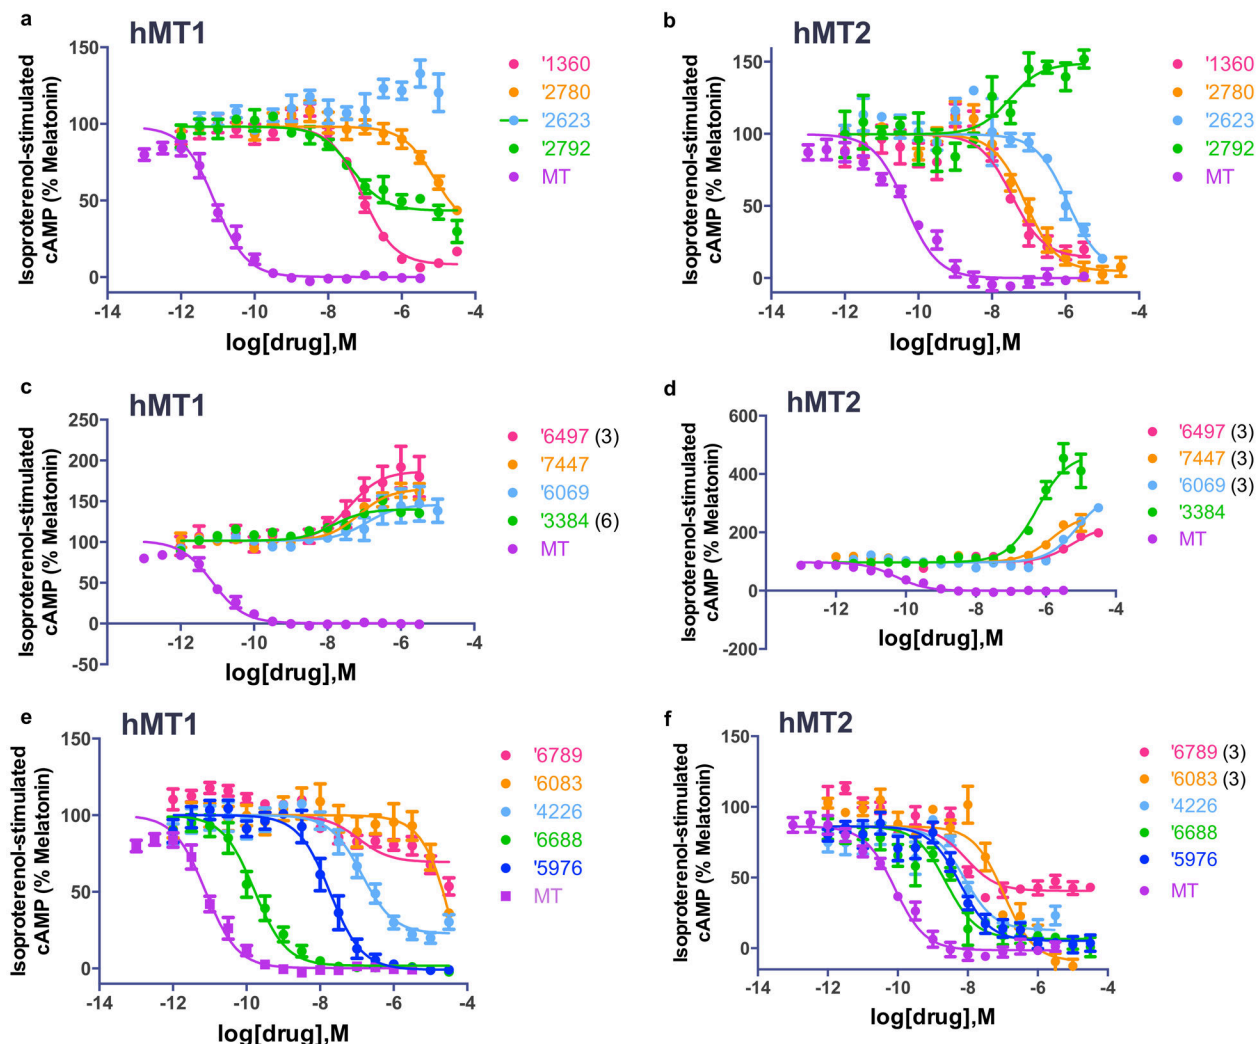 a
hMT1
Isoproterenol-stimulated
cAMP (% Melatonin)
150
100
50
0
-14
-12
-10
-8
-6
-4
log[drug],M
'1360
'2780
'2623
'2792
MT
b
hMT2
Isoproterenol-stimulated
cAMP (% Melatonin)
150
100
50
0
-14
-12
-10
-8
-6
-4
log[drug],M
'1360
'2780
'2623
'2792
MT
c
hMT1
Isoproterenol-stimulated
cAMP (% Melatonin)
250
200
150
100
50
0
-50
-12
-10
-8
-6
-4
log[drug],M
'6497 (3)
'7447
'6069
'3384 (6)
MT
d
hMT2
Isoproterenol-stimulated
cAMP (% Melatonin)
600
400
200
0
-200
-12
-10
-8
-6
-4
log[drug],M
'6497 (3)
'7447 (3)
'6069 (3)
'3384
MT
e
hMT1
Isoproterenol-stimulated
cAMP (% Melatonin)
150
100
50
0
-14
-12
-10
-8
-6
-4
log[drug],M
'6789
'6083
'4226
'6688
'5976
MT
f
hMT2
Isoproterenol-stimulated
cAMP (% Melatonin)
150
100
50
0
-14
-12
-10
-8
-6
-4
log[drug],M
'6789 (3)
'6083 (3)
'4226
'6688
'5976
MT